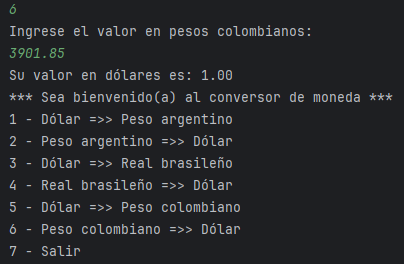 6
Ingrese el valor en pesos colombianos:
3901.85
Su valor en dólares es: 1.00
*** Sea bienvenido(a) al conversor de moneda ***
1 - Dólar =>> Peso argentino
2 - Peso argentino =>> Dólar
3 - Dólar =>> Real brasileño
4 - Real brasileño =>> Dólar
5 - Dólar =>> Peso colombiano
6 - Peso colombiano =>> Dólar
7 - Salir